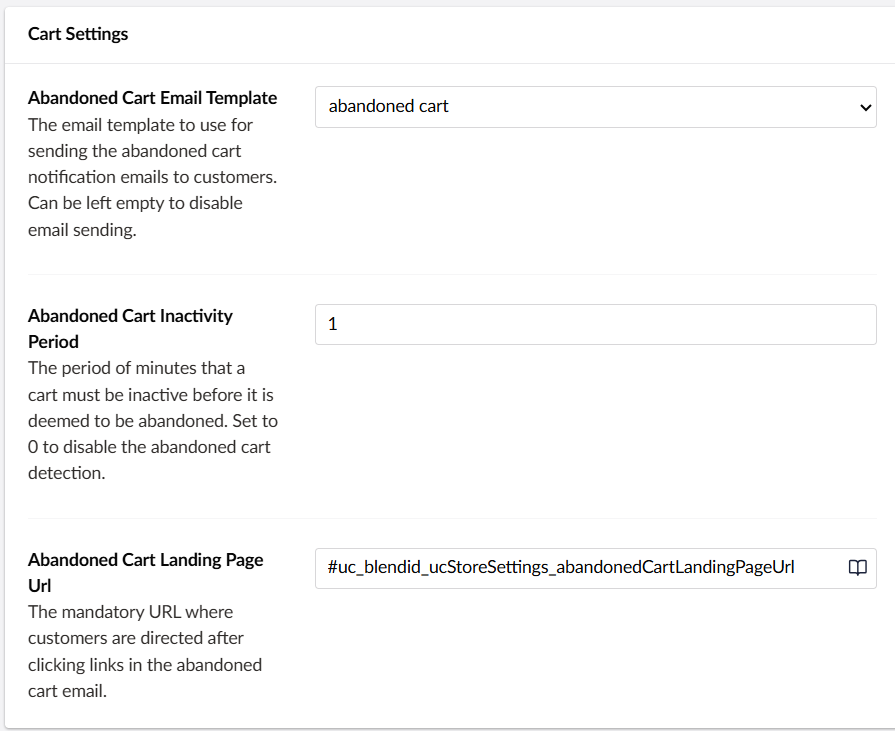 Cart Settings
Abandoned Cart Email Template
The email template to use for
sending the abandoned cart
notification emails to customers.
Can be left empty to disable
email sending.
abandoned cart
Abandoned Cart Inactivity
Period
The period of minutes that a
cart must be inactive before it is
deemed to be abandoned. Set to
0 to disable the abandoned cart
detection.
1
Abandoned Cart Landing Page
Url
The mandatory URL where
customers are directed after
clicking links in the abandoned
cart email.
#uc_blendid_ucStoreSettings_abandonedCartLandingPageUrl